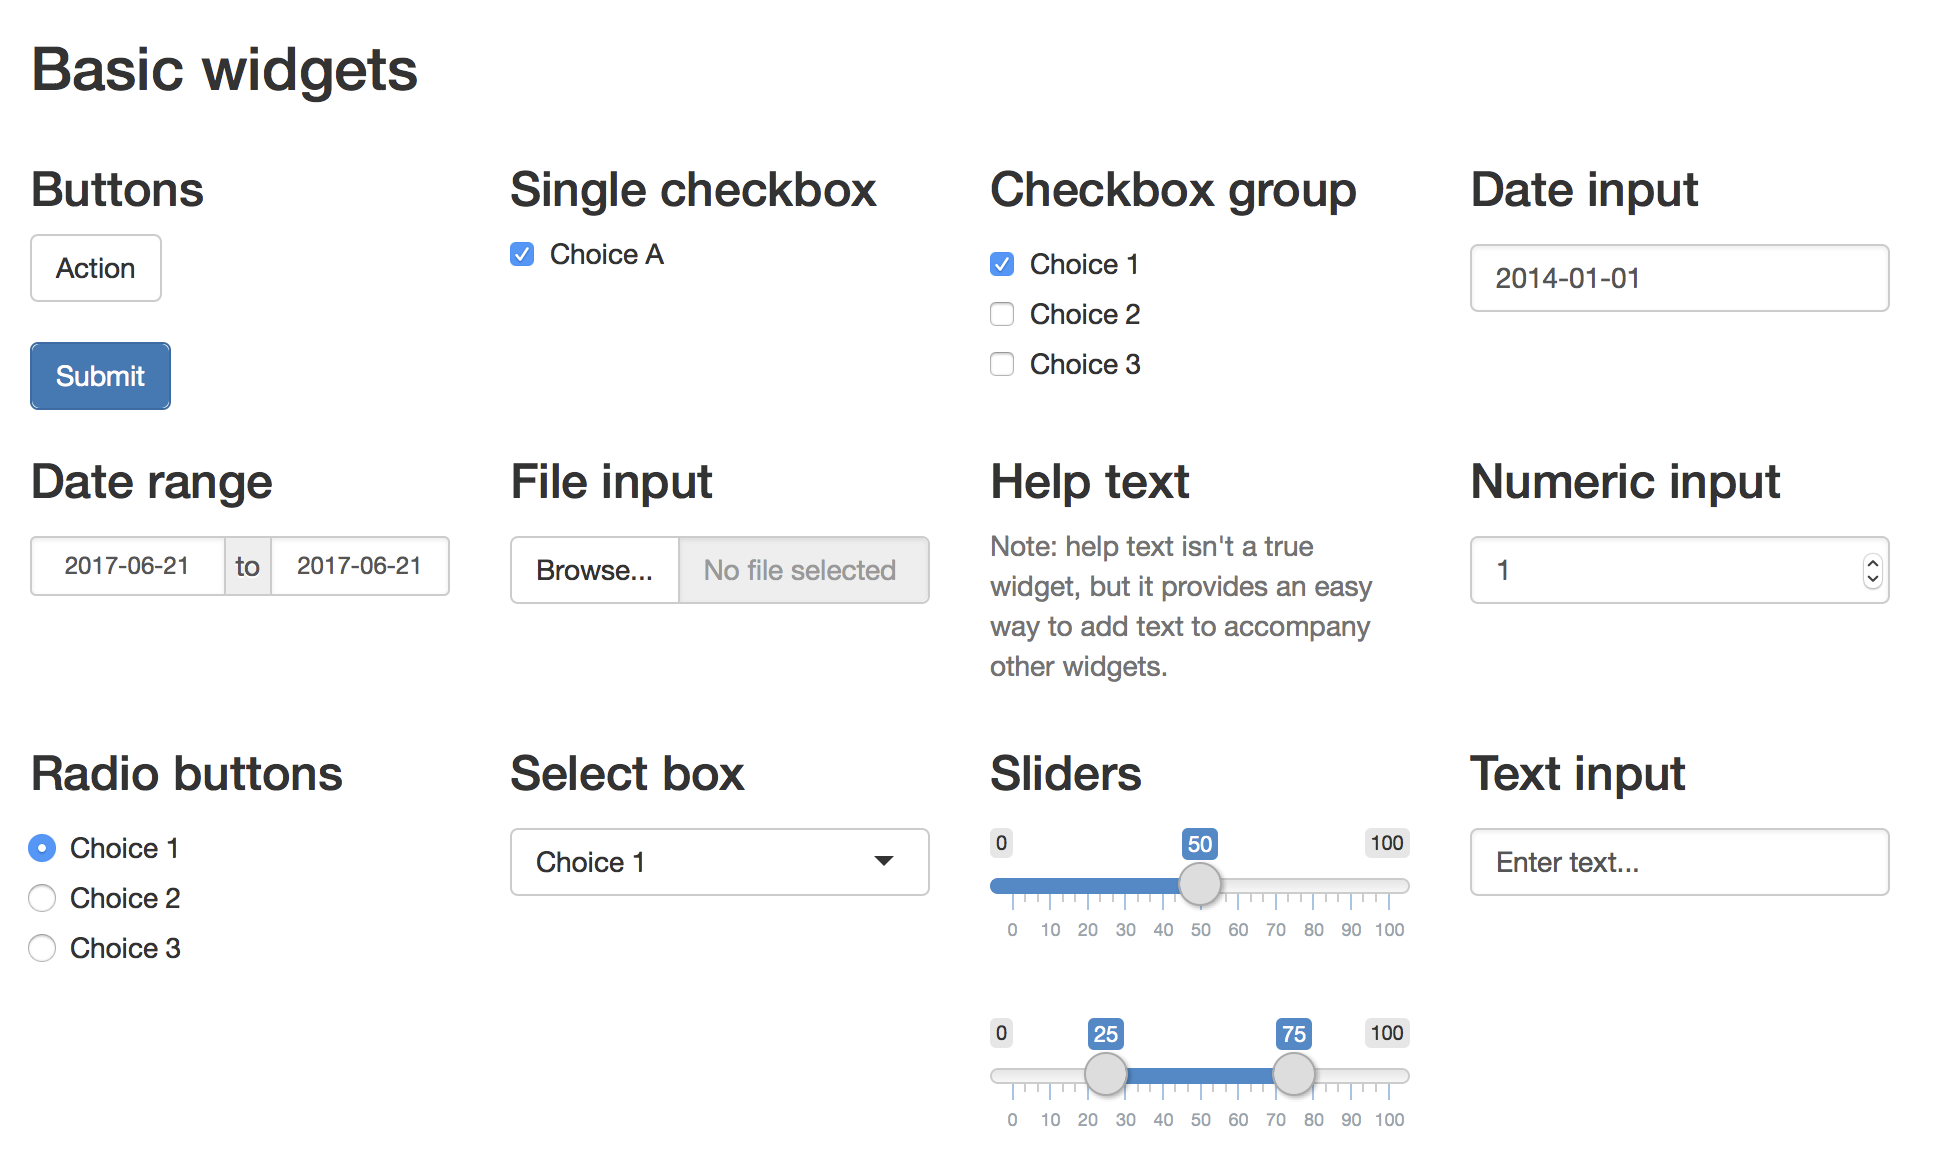 Basic widgets
Buttons
Action
Submit
Single checkbox
Choice A
Checkbox group
Choice 1
Choice 2
Choice 3
Date input
2014-01-01
Date range
2017-06-21 to 2017-06-21
File input
Browse... No file selected
Help text
Note: help text isn't a true
widget, but it provides an easy
way to add text to accompany
other widgets.
Numeric input
1
Radio buttons
Choice 1
Choice 2
Choice 3
Select box
Choice 1
Sliders
0 50 100
0 10 20 30 40 50 60 70 80 90 100
0 25 75 100
0 10 20 30 40 50 60 70 80 90 100
Text input
Enter text...